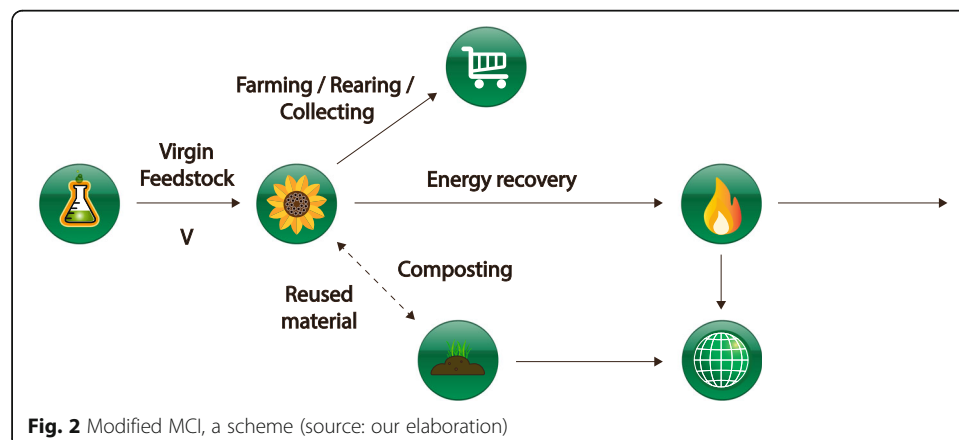 Farming / Rearing /
Collecting
Virgin
Feedstock
V
Energy recovery
Composting
Reused
material
Fig. 2 Modified MCI, a scheme (source: our elaboration)